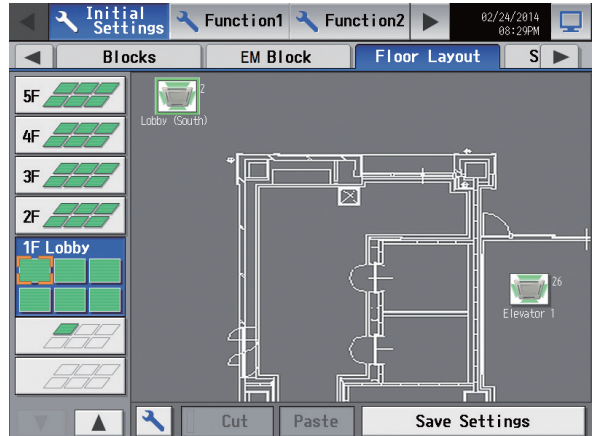 Initial Settings
Function1
Function2
02/24/2014
08:29PM
Blocks
EM Block
Floor Layout
S
5F
2
Lobby (South)
4F
3F
2F
1F Lobby
26
Elevator 1
Cut
Paste
Save Settings